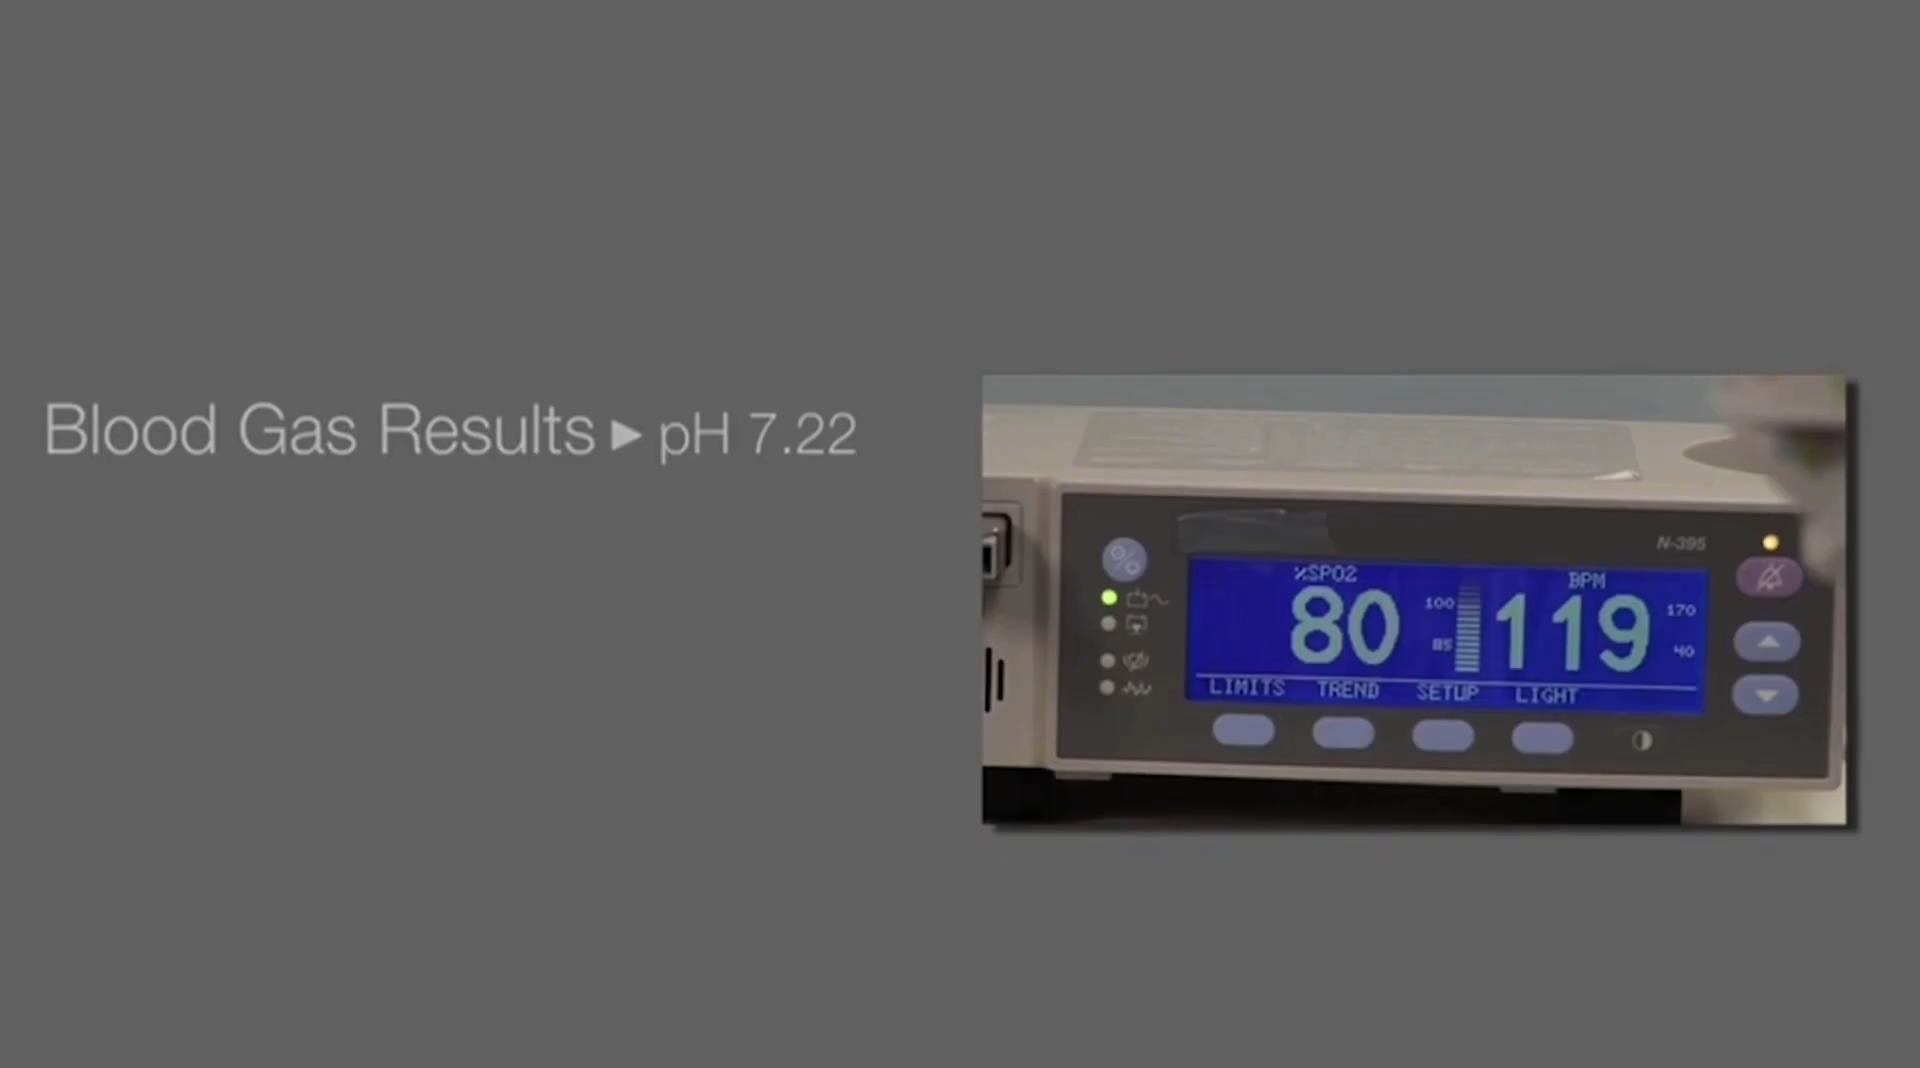 Blood Gas Results ▶ pH 7.22
N-395
%SPO2 BPM
80 100 85 119 170 40
LIMITS TREND SETUP LIGHT